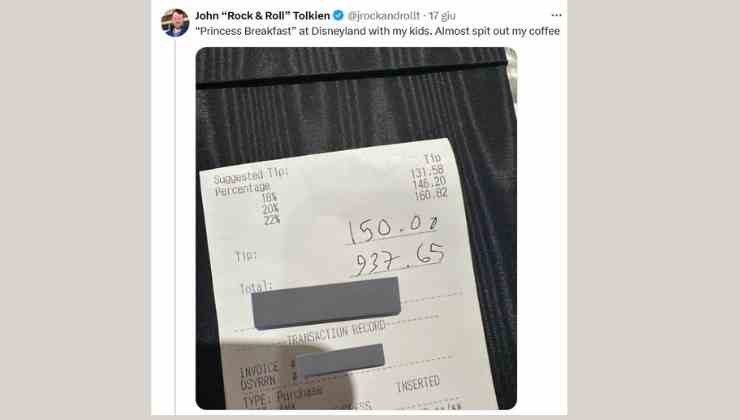 John “Rock & Roll” Tolkien @jrockandrollt · 17 giu
“Princess Breakfast” at Disneyland with my kids. Almost spit out my coffee
Suggested Tip:
Percentage Tip
18% 131.58
20% 146.20
22% 160.82
Tip: 150.00
Total: 937.65
TRANSACTION RECORD
INVOICE #
DSVRRN #
TYPE: Purchase
INSERTED